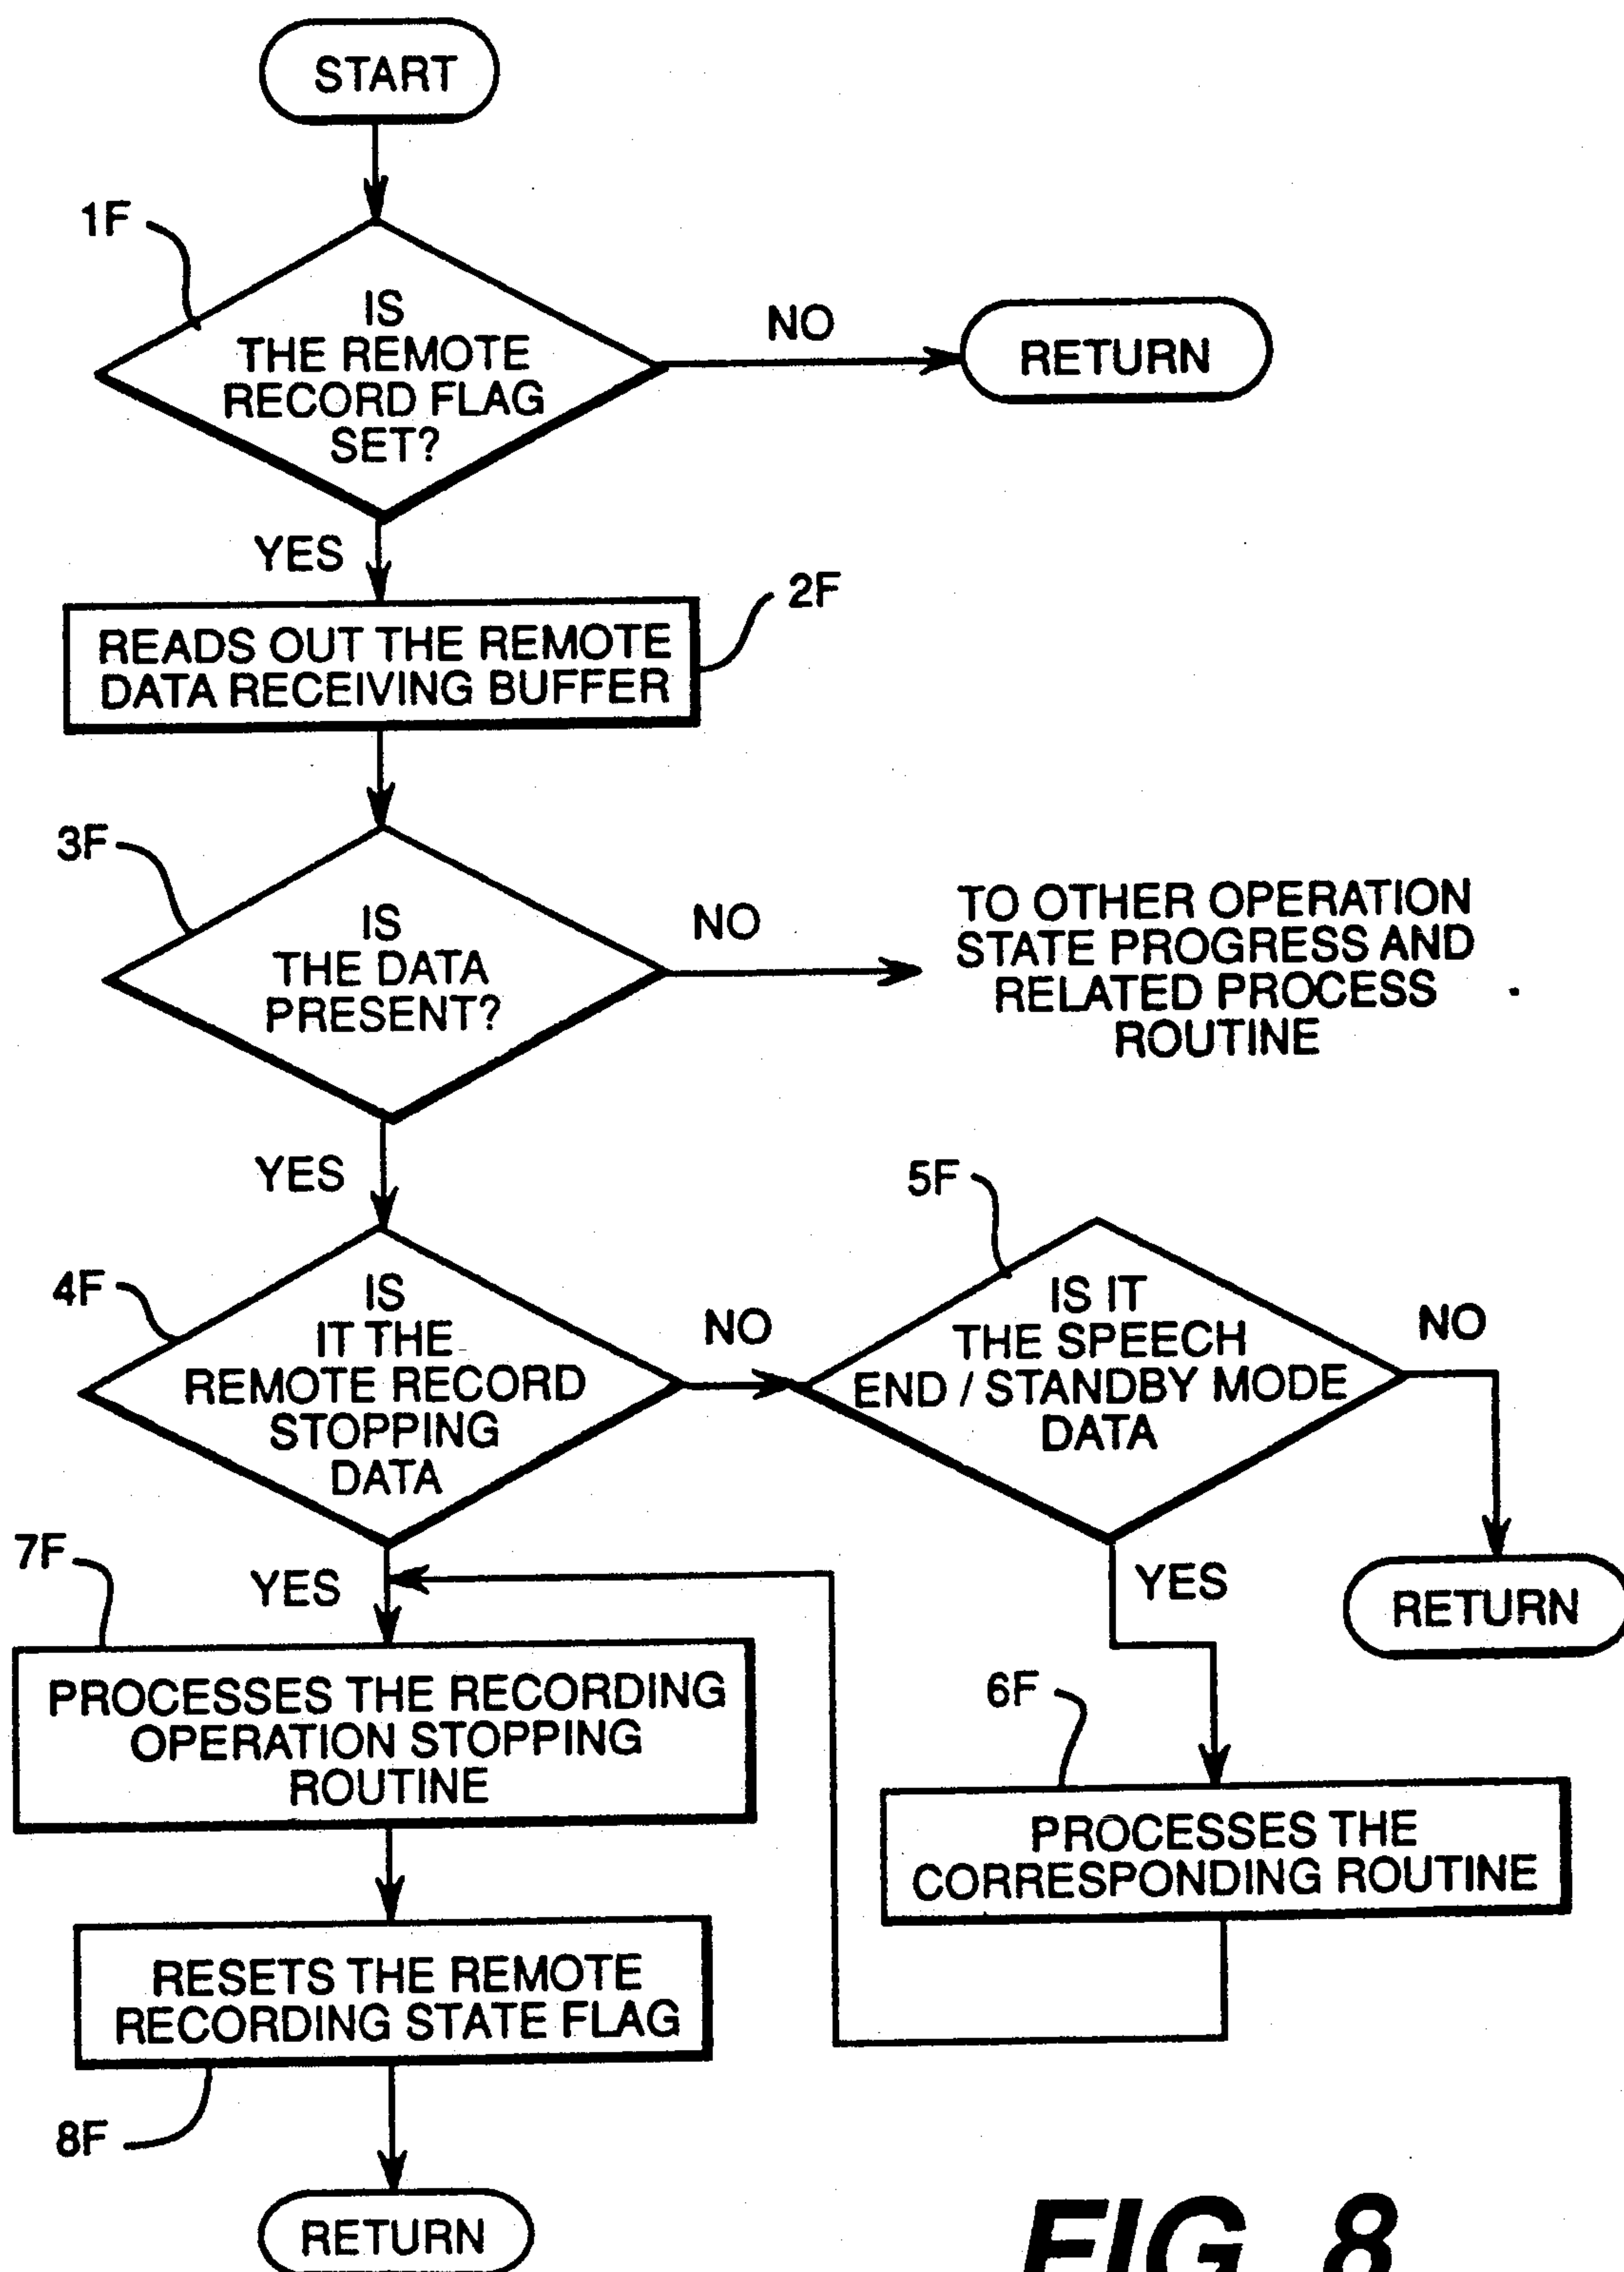 START
1F
IS
THE REMOTE
RECORD FLAG
SET?
NO
RETURN
YES
2F
READS OUT THE REMOTE
DATA RECEIVING BUFFER
3F
IS
THE DATA
PRESENT?
NO
TO OTHER OPERATION
STATE PROGRESS AND
RELATED PROCESS
ROUTINE
YES
4F
IS
IT THE
REMOTE RECORD
STOPPING
DATA
NO
5F
IS IT
THE SPEECH
END / STANDBY MODE
DATA
NO
RETURN
YES
6F
PROCESSES THE
CORRESPONDING ROUTINE
YES
7F
PROCESSES THE RECORDING
OPERATION STOPPING
ROUTINE
RESETS THE REMOTE
RECORDING STATE FLAG
8F
RETURN
FIG. 8